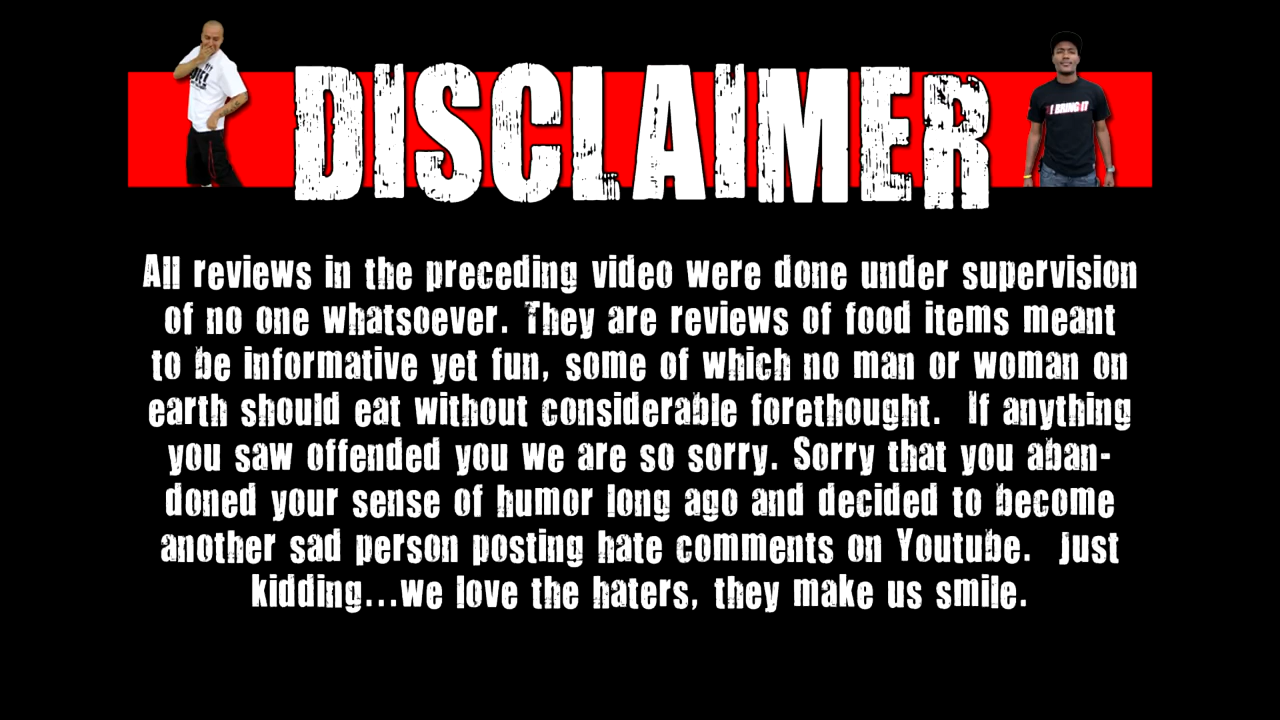 DISCLAIMER
I BRING IT
All reviews in the preceding video were done under supervision
of no one whatsoever. They are reviews of food items meant
to be informative yet fun, some of which no man or woman on
earth should eat without considerable forethought. If anything
you saw offended you we are so sorry. Sorry that you aban-
doned your sense of humor long ago and decided to become
another sad person posting hate comments on Youtube. Just
kidding...we love the haters, they make us smile.